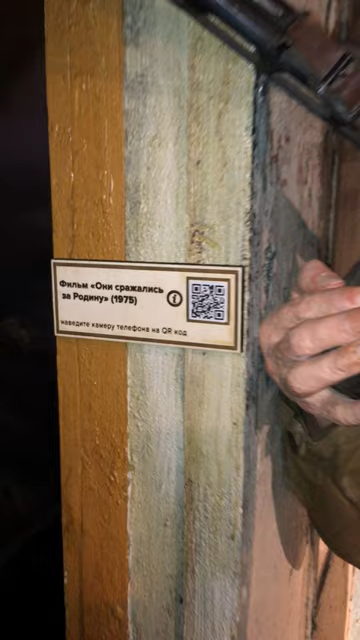 Фильм «Они сражались
за Родину» (1975)
наведите камеру телефона на QR код